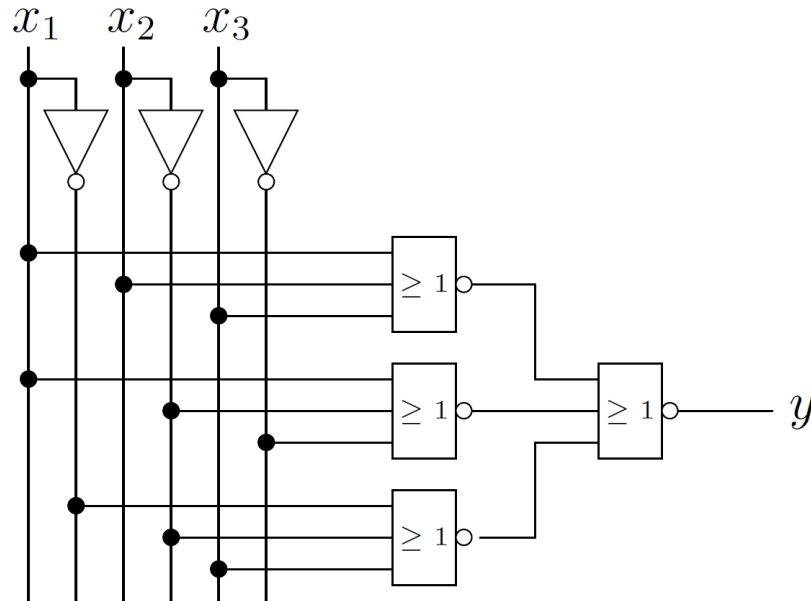 x₁ x₂ x₃
≥ 1
≥ 1
≥ 1 y
≥ 1